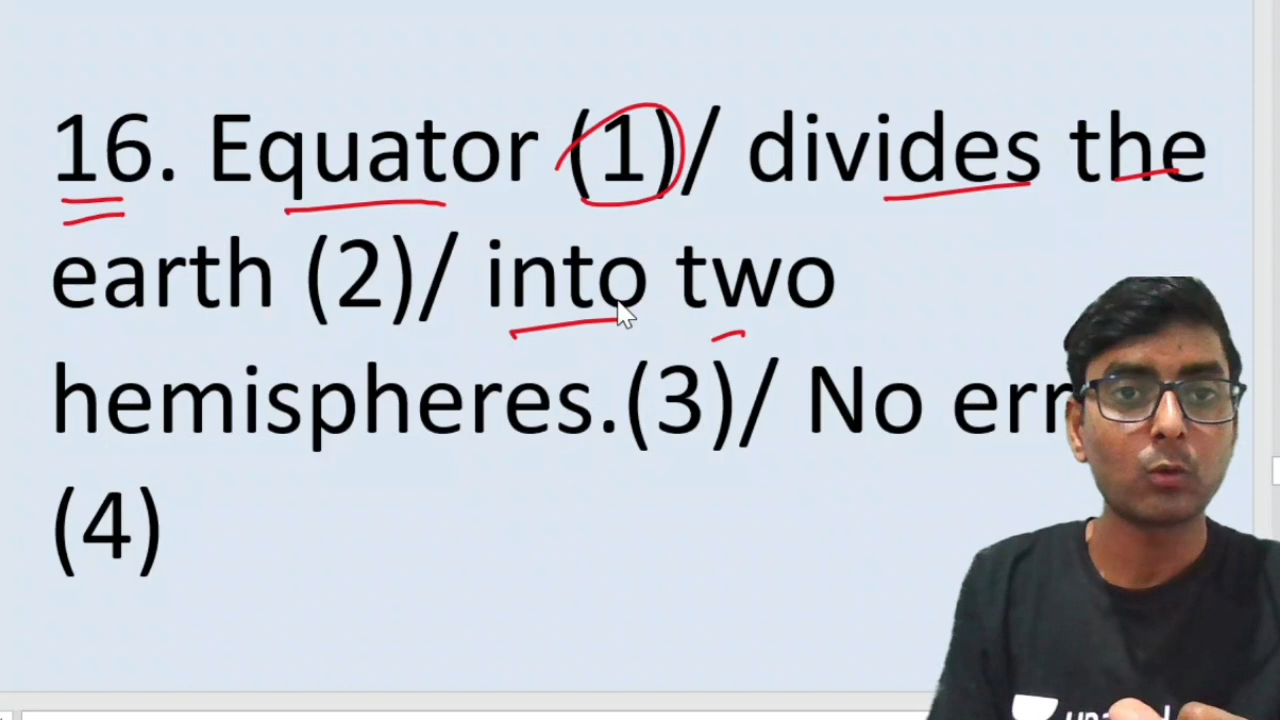 16. Equator (1)/ divides the
earth (2)/ into two
hemispheres.(3)/ No err
(4)